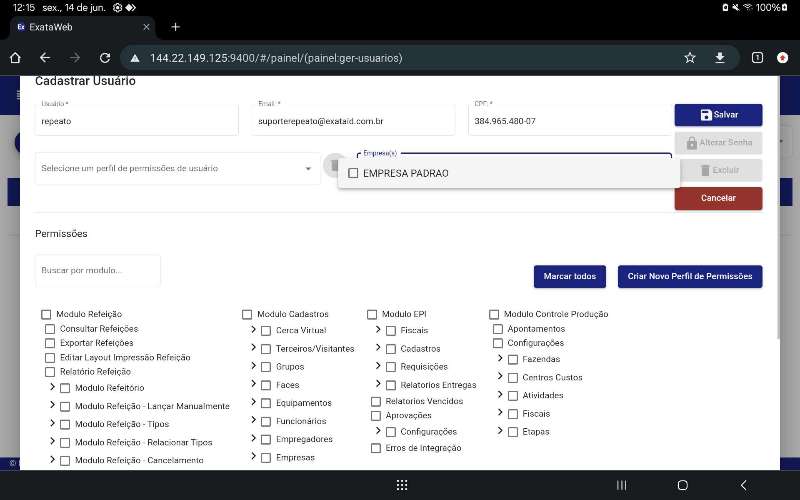 12:15 sex., 14 de jun.
100%
Ex ExataWeb
144.22.149.125:9400/#/painel/(painel:ger-usuarios)
1
Cadastrar Usuário
Usuário *
Email: *
CPF: *
repeato
suporterepeato@exataid.com.br
384.965.480-07
Salvar
Alterar Senha
Excluir
Cancelar
Selecione um perfil de permissões de usuário
Empresa(s)
EMPRESA PADRAO
Permissões
Buscar por modulo...
Marcar todos
Criar Novo Perfil de Permissões
Modulo Refeição
Consultar Refeições
Exportar Refeições
Editar Layout Impressão Refeição
Relatório Refeição
Modulo Refeitório
Modulo Refeição - Lançar Manualmente
Modulo Refeição - Tipos
Modulo Refeição - Relacionar Tipos
Modulo Refeição - Cancelamento
Modulo Cadastros
Cerca Virtual
Terceiros/Visitantes
Grupos
Faces
Equipamentos
Funcionários
Empregadores
Empresas
Modulo EPI
Fiscais
Cadastros
Requisições
Relatorios Entregas
Relatorios Vencidos
Aprovações
Configurações
Erros de Integração
Modulo Controle Produção
Apontamentos
Configurações
Fazendas
Centros Custos
Atividades
Fiscais
Etapas
©